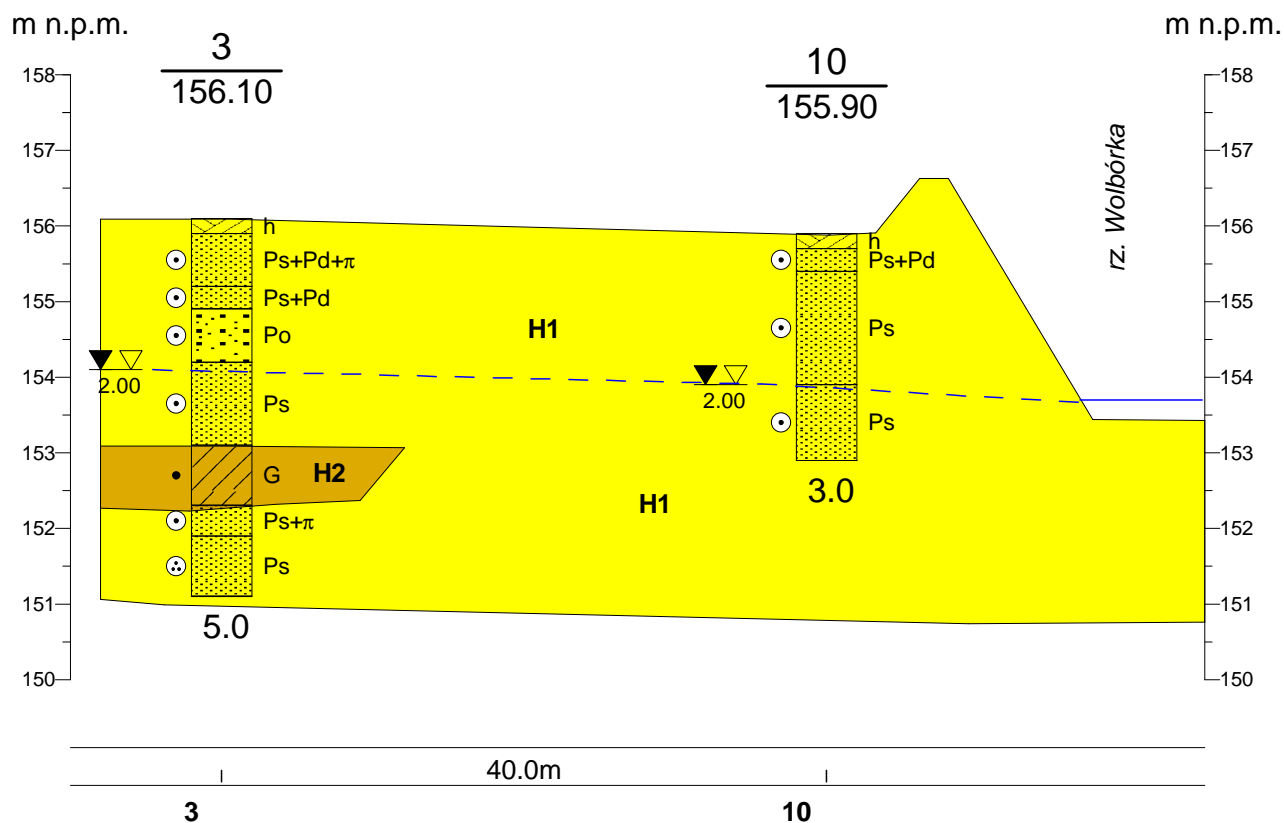 m n.p.m.
m n.p.m.
3
156.10
10
155.90
158
157
156
155
154
153
152
151
150
158
157
156
155
154
153
152
151
150
rz. Wolbórka
h
Ps+Pd+π
Ps+Pd
Po
Ps
G
Ps+π
Ps
5.0
2.00
H1
H2
H1
h
Ps+Pd
Ps
Ps
3.0
2.00
40.0m
3
10